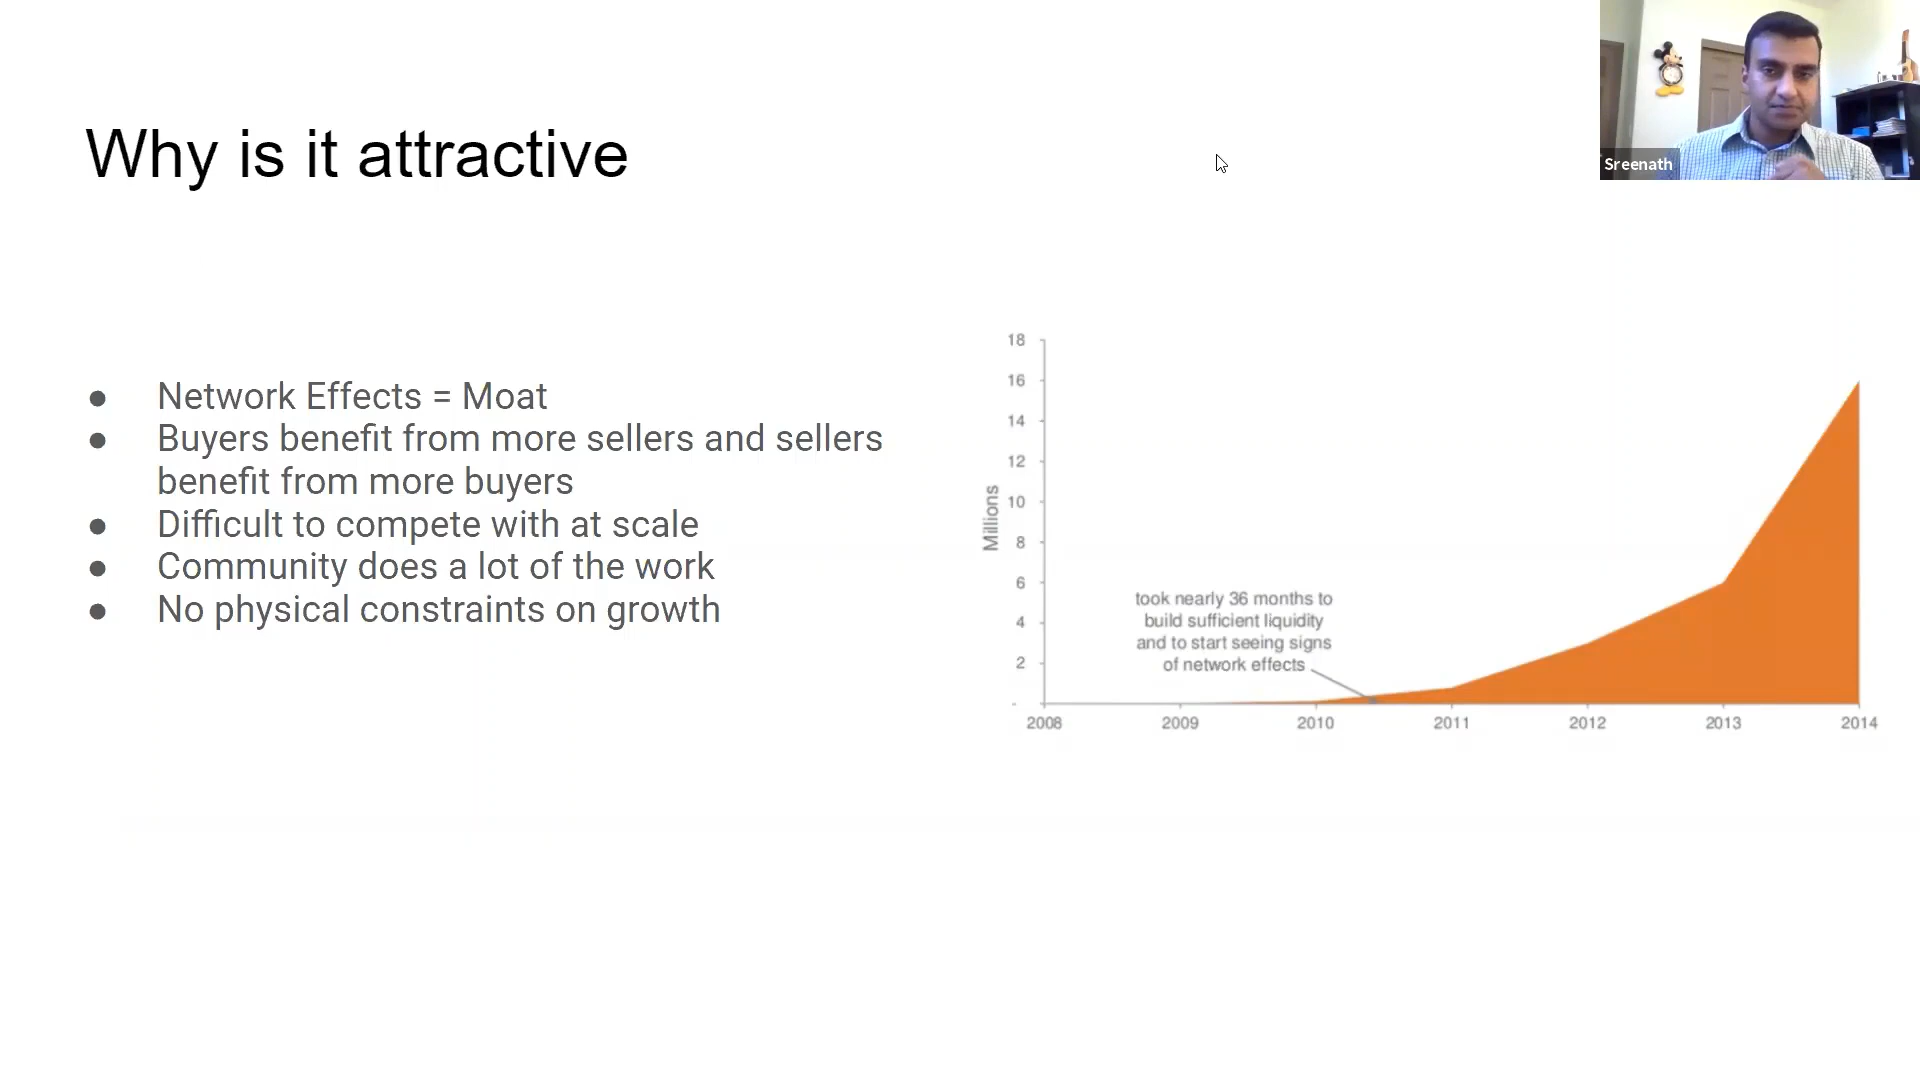 Why is it attractive
Sreenath
● Network Effects = Moat
● Buyers benefit from more sellers and sellers
benefit from more buyers
● Difficult to compete with at scale
● Community does a lot of the work
● No physical constraints on growth
Millions
18
16
14
12
10
8
6
4
2
-
took nearly 36 months to
build sufficient liquidity
and to start seeing signs
of network effects
2008 2009 2010 2011 2012 2013 2014